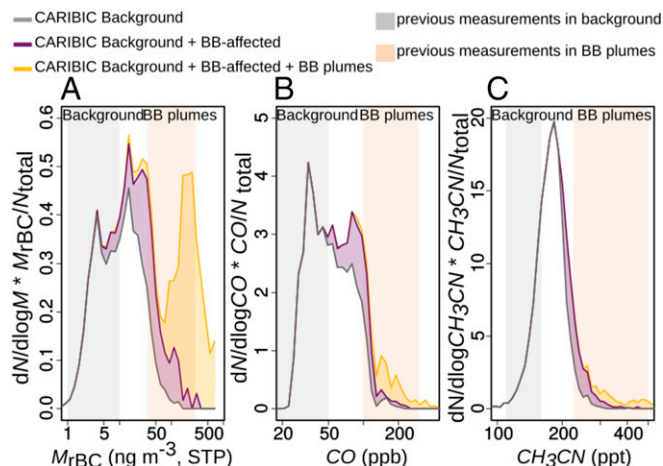 CARIBIC Background
CARIBIC Background + BB-affected
CARIBIC Background + BB-affected + BB plumes
previous measurements in background
previous measurements in BB plumes
A
Background BB plumes
dN/dlogM * MrBC/Ntotal
0.0 0.1 0.2 0.3 0.4 0.5 0.6
1 5 50 500
MrBC (ng m-3, STP)
B
Background BB plumes
dN/dlogCO * CO/N total
0 1 2 3 4 5
20 50 200
CO (ppb)
C
Background BB plumes
dN/dlogCH3CN * CH3CN/Ntotal
0 5 10 15 20
100 200 400
CH3CN (ppt)